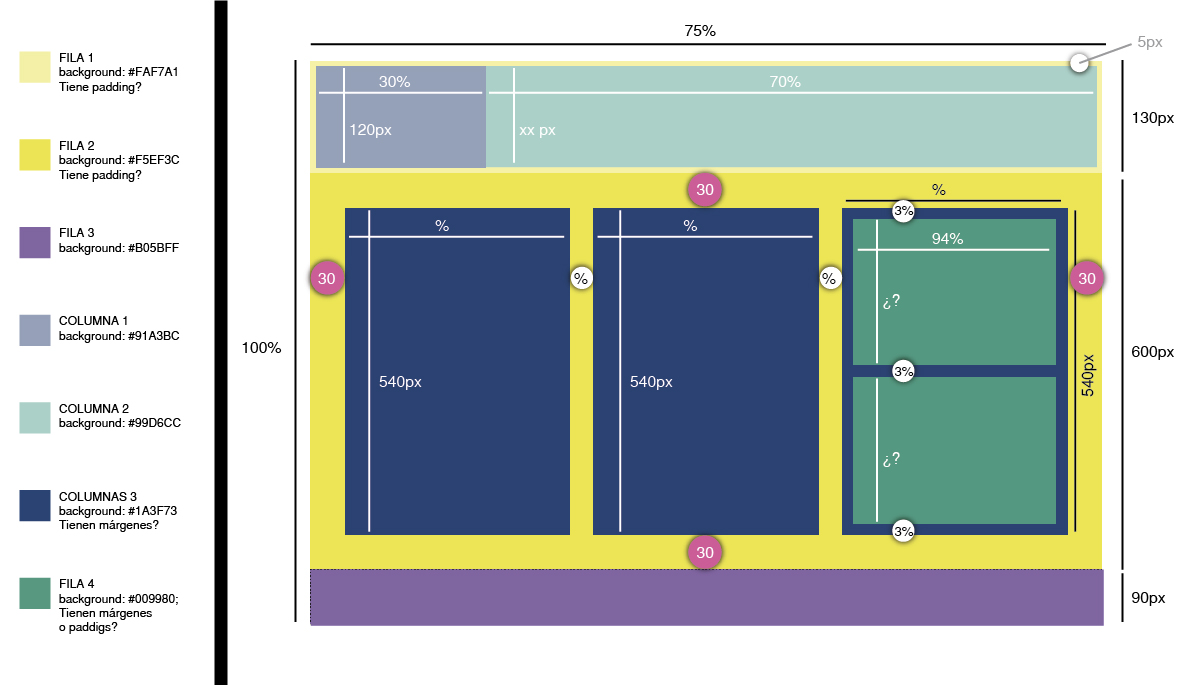 FILA 1
background: #FAF7A1
Tiene padding?
FILA 2
background: #F5EF3C
Tiene padding?
FILA 3
background: #B05BFF
COLUMNA 1
background: #91A3BC
COLUMNA 2
background: #99D6CC
COLUMNAS 3
background: #1A3F73
Tienen márgenes?
FILA 4
background: #009980;
Tienen márgenes
o paddigs?
75%
5px
30%
70%
120px
xx px
130px
30
%
%
%
3%
94%
30
%
%
30
¿?
100%
600px
3%
540px
540px
540px
¿?
3%
30
90px